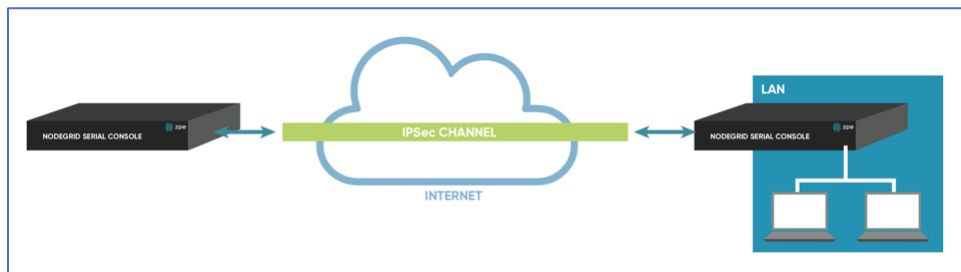 zpe
NODEGRID SERIAL CONSOLE
IPSec CHANNEL
INTERNET
LAN
zpe
NODEGRID SERIAL CONSOLE